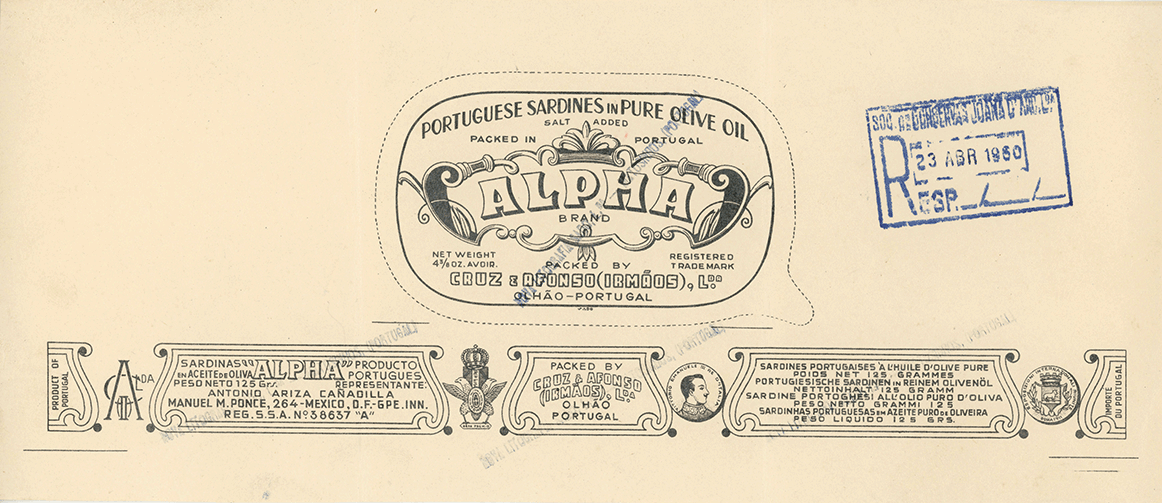 PORTUGUESE SARDINES IN PURE OLIVE OIL
SALT ADDED
PACKED IN PORTUGAL
ALPHA
BRAND
NET WEIGHT
4 3/8 OZ. AVDIR.
REGISTERED
TRADE MARK
PACKED BY
CRUZ E AFONSO (IRMÃOS), LDA.
OLHÃO-PORTUGAL
SOC. DE CONSERVAS JOANA D'ARC, LDA
R
23 ABR 1960
ESP.
PRODUCT OF
PORTUGAL
CA DA
SARDINAS "ALPHA" PRODUCTO
EN ACEITE DE OLIVA PORTUGUES
PESO NETO 125 Grs. REPRESENTANTE:
ANTONIO ARIZA CAÑADILLA
MANUEL M. PONCE, 264-MEXICO, D.F.-GPE. INN.
REG. S.S.A. Nº 38637 "A"
PACKED BY
CRUZ & AFONSO
(IRMÃOS), LDA
OLHÃO
PORTUGAL
SARDINES PORTUGAISES À L'HUILE D'OLIVE PURE
POIDS NET 125 GRAMMES
PORTUGIESISCHE SARDINEN IN REINEM OLIVENÖL
NETTOINHALT 125 GRAMM
SARDINE PORTOGHESI ALL'OLIO PURO D'OLIVA
PESO NETTO GRAMMI 125
SARDINHAS PORTUGUESAS EM AZEITE PURO DE OLIVEIRA
PESO LIQUIDO 125 GRS.
IMPORTÉ
DU PORTUGAL